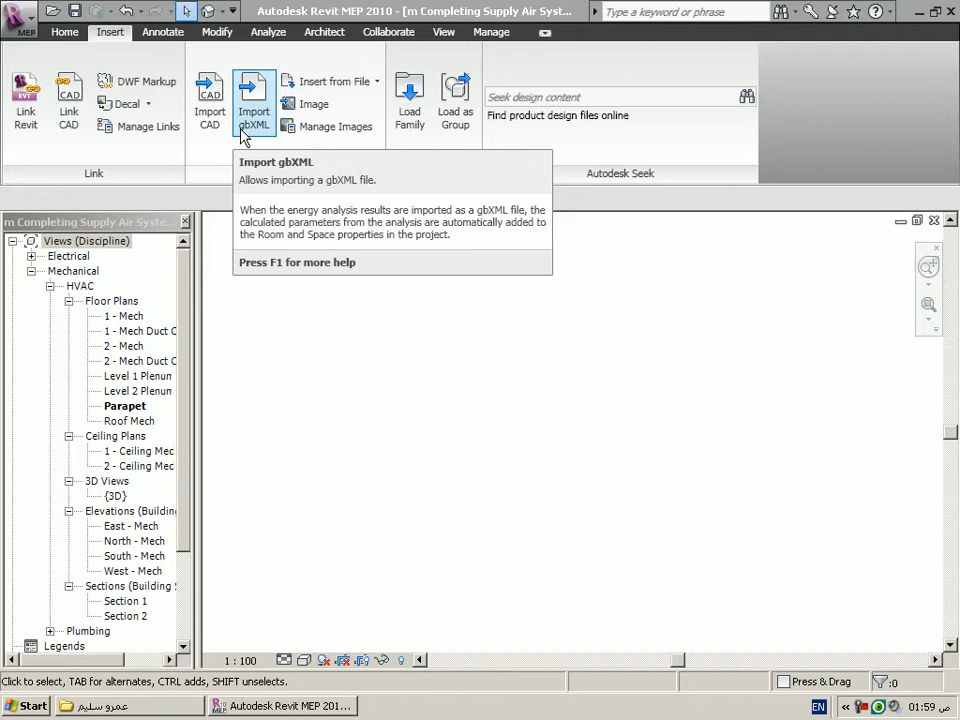 Autodesk Revit MEP 2010 - [m Completing Supply Air Syste...
Type a keyword or phrase
MEP
Home Insert Annotate Modify Analyze Architect Collaborate View Manage
Link Revit
Link CAD
DWF Markup
Decal
Manage Links
Import CAD
Import gbXML
Insert from File
Image
Manage Images
Load Family
Load as Group
Seek design content
Find product design files online
Link
Autodesk Seek
Import gbXML
Allows importing a gbXML file.
When the energy analysis results are imported as a gbXML file, the
calculated parameters from the analysis are automatically added to
the Room and Space properties in the project.
Press F1 for more help
m Completing Supply Air Syste...
Views (Discipline)
Electrical
Mechanical
HVAC
Floor Plans
1 - Mech
1 - Mech Duct C
2 - Mech
2 - Mech Duct C
Level 1 Plenum
Level 2 Plenum
Parapet
Roof Mech
Ceiling Plans
1 - Ceiling Mec
2 - Ceiling Mec
3D Views
{3D}
Elevations (Building
East - Mech
North - Mech
South - Mech
West - Mech
Sections (Building
Section 1
Section 2
Plumbing
Legends
1 : 100
Click to select, TAB for alternates, CTRL adds, SHIFT unselects.
Press & Drag
:0
Start
عمرو سليم
Autodesk Revit MEP 2010 - ...
EN
01:59 ص